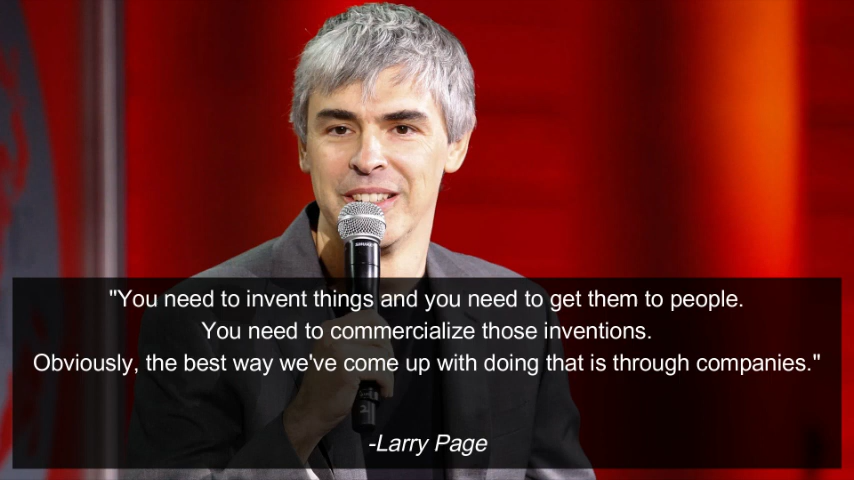 "You need to invent things and you need to get them to people.
You need to commercialize those inventions.
Obviously, the best way we've come up with doing that is through companies."
-Larry Page